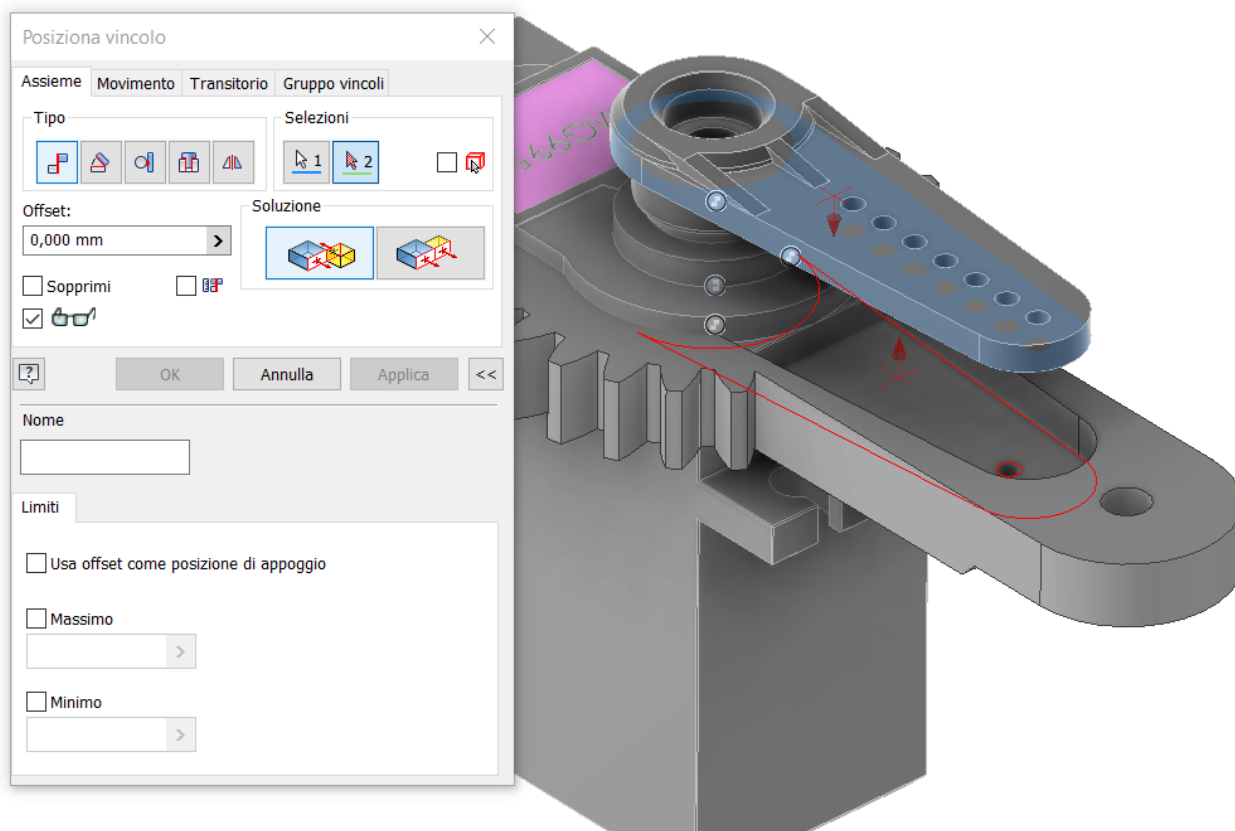 Posiziona vincolo
Assieme Movimento Transitorio Gruppo vincoli
Tipo
Selezioni
1
2
Offset:
0,000 mm
Soluzione
Sopprimi
OK
Annulla
Applica
<<
Nome
Limiti
Usa offset come posizione di appoggio
Massimo
Minimo